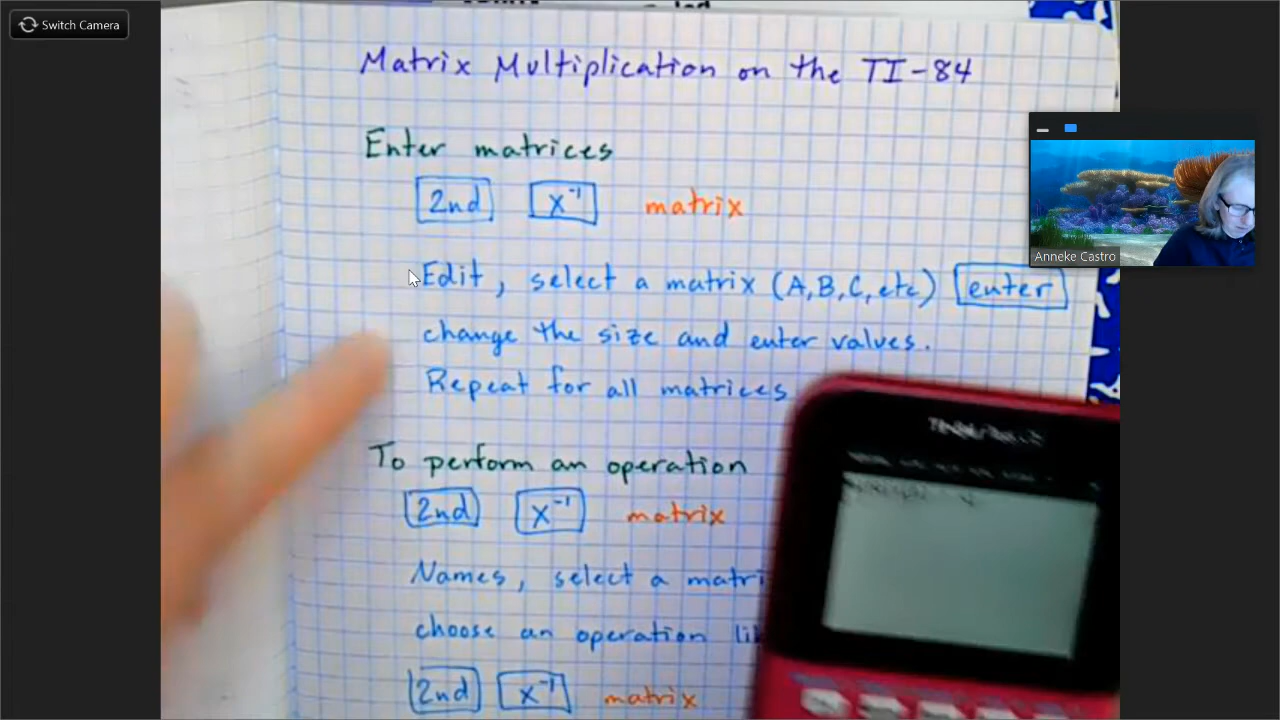 Switch Camera
Matrix Multiplication on the TI-84
Enter matrices
2nd x⁻¹ matrix
Anneke Castro
Edit, select a matrix (A,B,C,etc) enter
change the size and enter values.
Repeat for all matrices
To perform an operation
2nd x⁻¹ matrix
Names, select a matri
choose an operation li
2nd x⁻¹ matrix